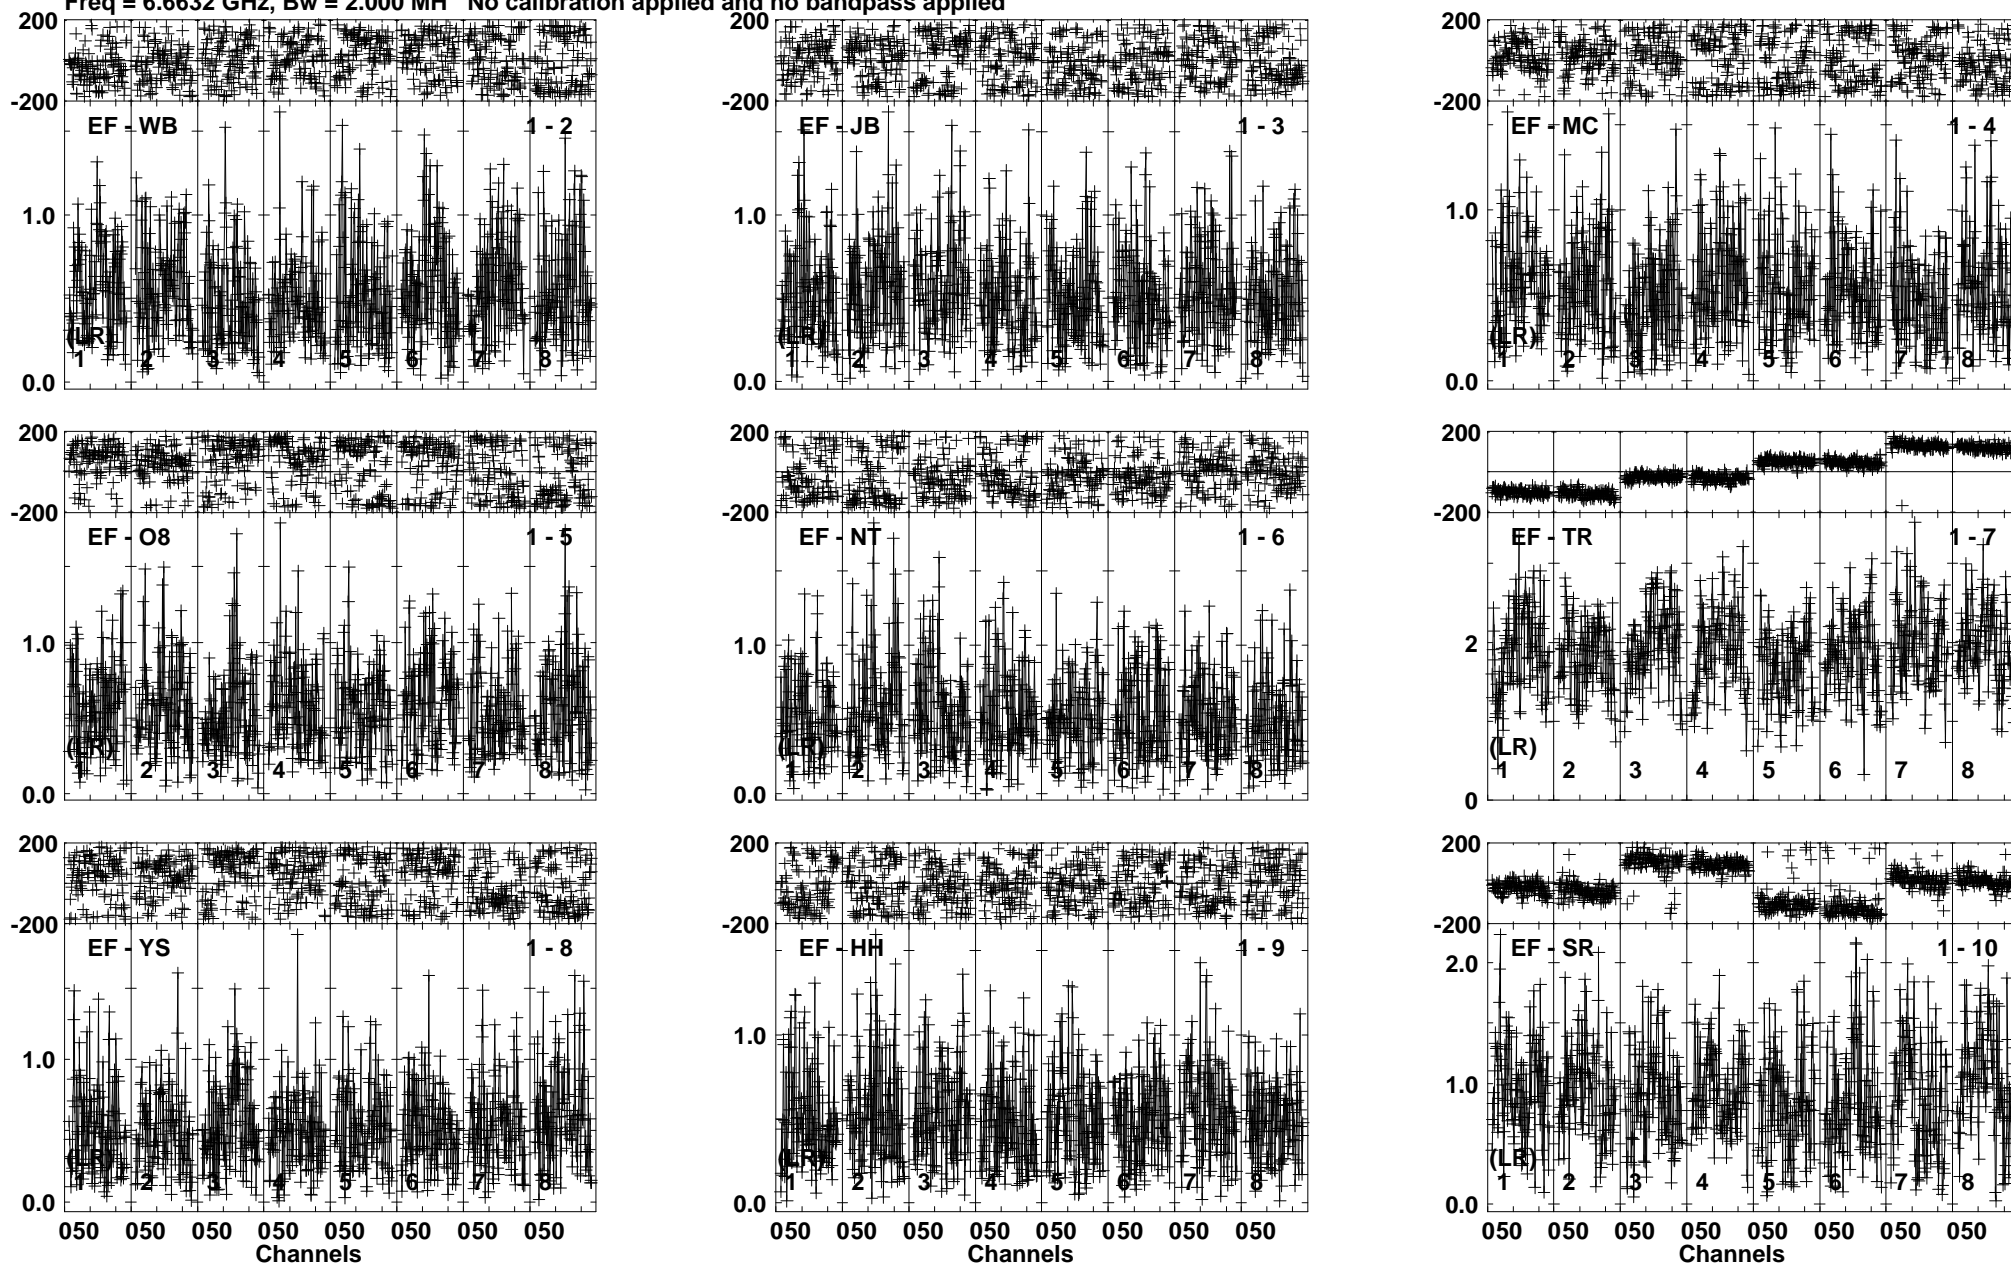 Freq = 6.6632 GHz, Bw = 2.000 MH No calibration applied and no bandpass applied
200
-200
EF - WB 1 - 2
1.0
(LR)
1 2 3 4 5 6 7 8
0.0
200
-200
EF - JB 1 - 3
1.0
(LR)
1 2 3 4 5 6 7 8
0.0
200
-200
EF - MC 1 - 4
1.0
(LR)
1 2 3 4 5 6 7 8
0.0
200
-200
EF - O8 1 - 5
1.0
(LR)
1 2 3 4 5 6 7 8
0.0
200
-200
EF - NT 1 - 6
1.0
(LR)
1 2 3 4 5 6 7 8
0.0
200
-200
EF - TR 1 - 7
2
(LR)
1 2 3 4 5 6 7 8
0
200
-200
EF - YS 1 - 8
1.0
(LR)
1 2 3 4 5 6 7 8
0.0
050 050 050 050 050 050 050 050
Channels
200
-200
EF - HH 1 - 9
1.0
(LR)
1 2 3 4 5 6 7 8
0.0
050 050 050 050 050 050 050 050
Channels
200
-200
EF - SR 1 - 10
2.0
1.0
(LR)
1 2 3 4 5 6 7 8
0.0
050 050 050 050 050 050 050 050
Channels